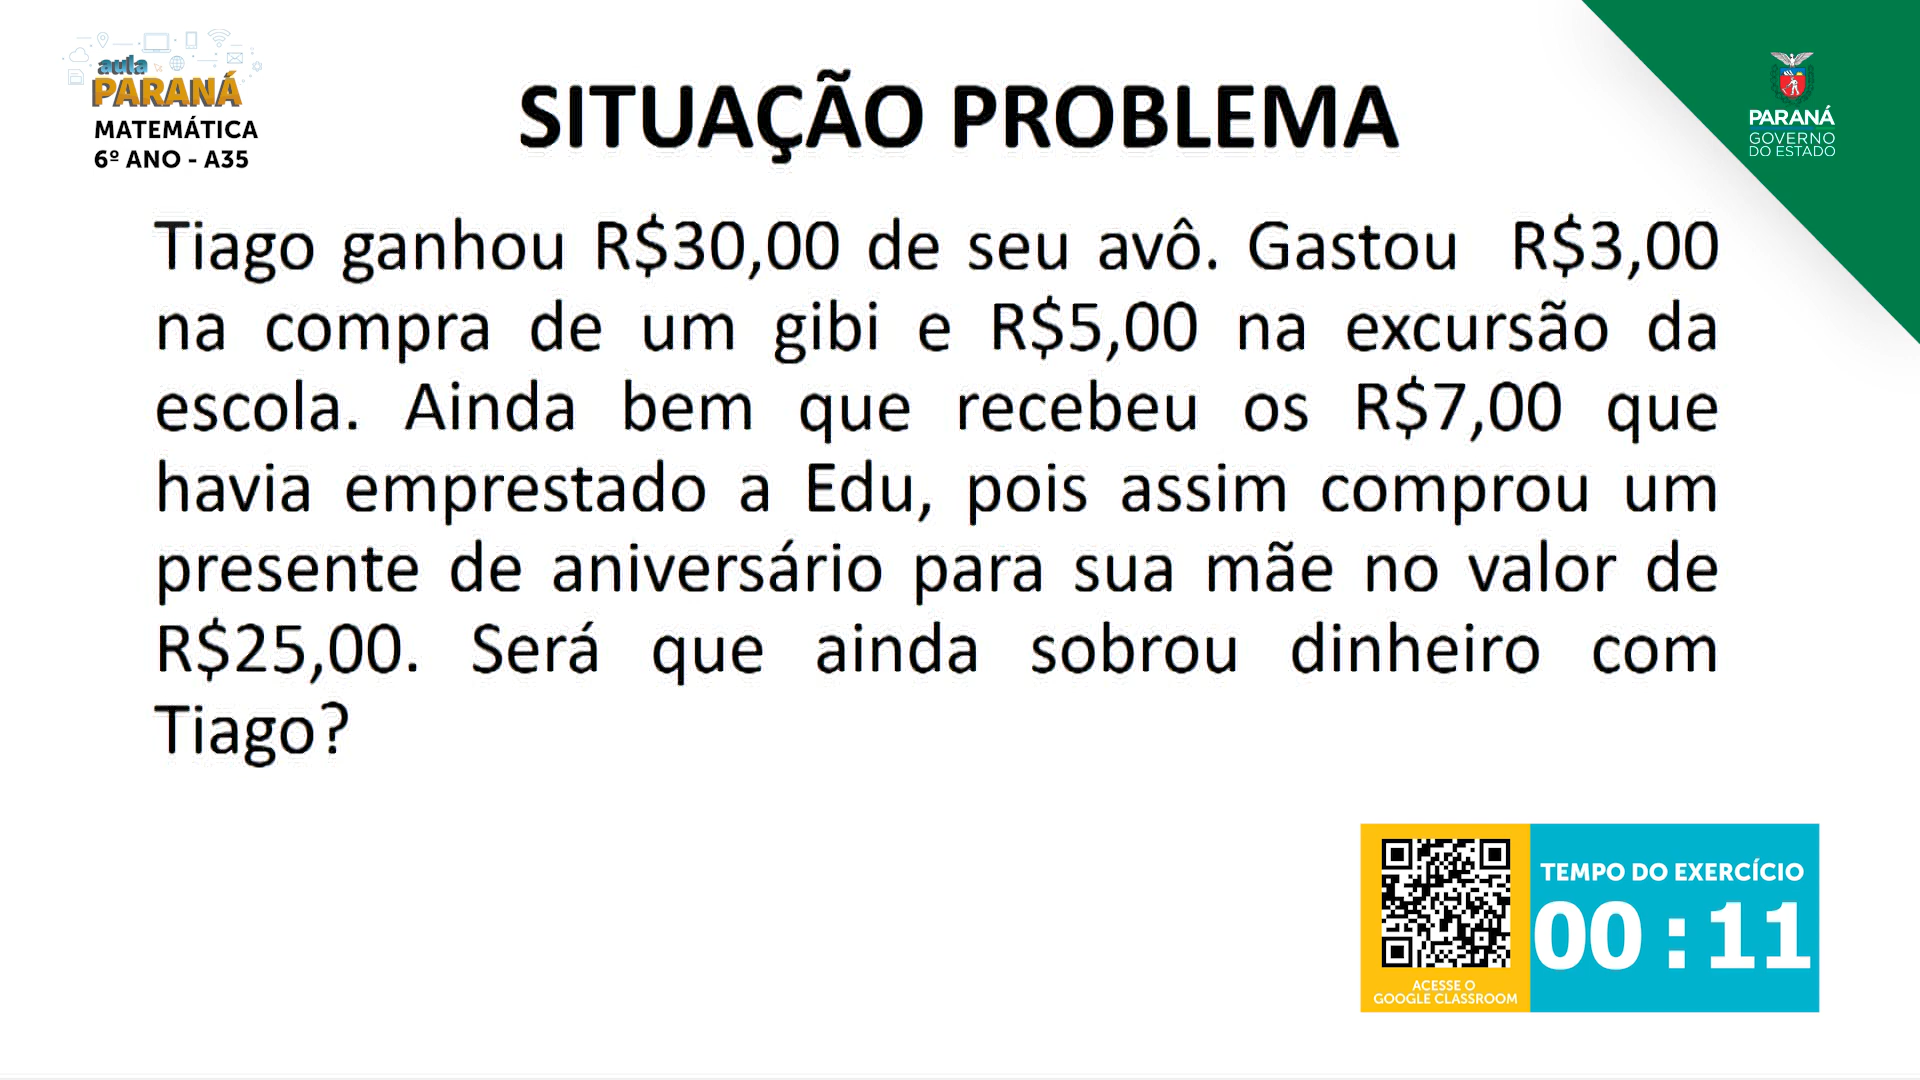 aula
PARANÁ
MATEMÁTICA
6º ANO - A35
SITUAÇÃO PROBLEMA
PARANÁ
GOVERNO
DO ESTADO
Tiago ganhou R$30,00 de seu avô. Gastou R$3,00
na compra de um gibi e R$5,00 na excursão da
escola. Ainda bem que recebeu os R$7,00 que
havia emprestado a Edu, pois assim comprou um
presente de aniversário para sua mãe no valor de
R$25,00. Será que ainda sobrou dinheiro com
Tiago?
TEMPO DO EXERCÍCIO
00:11
ACESSE O
GOOGLE CLASSROOM